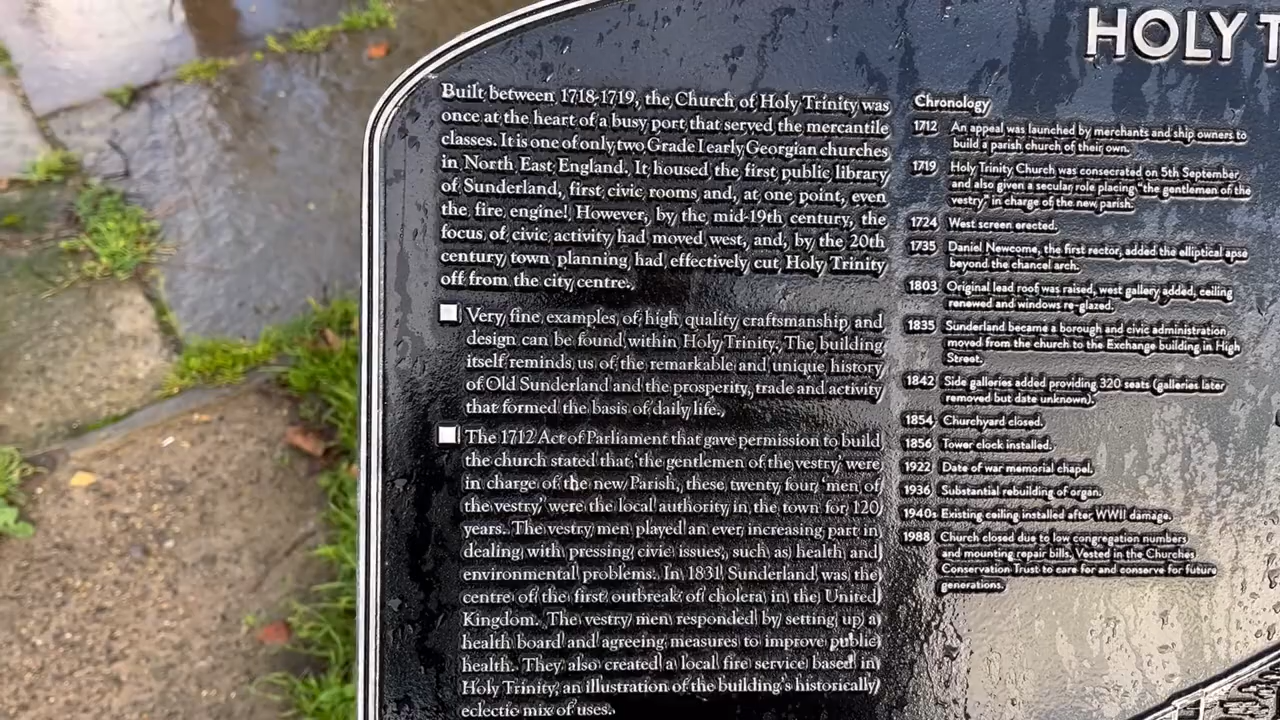 HOLY T
Built between 1718-1719, the Church of Holy Trinity was
once at the heart of a busy port that served the mercantile
classes. It is one of only two Grade I early Georgian churches
in North East England. It housed the first public library
of Sunderland, first civic rooms and, at one point, even
the fire engine! However, by the mid-19th century, the
focus of civic activity had moved west, and, by the 20th
century town planning had effectively cut Holy Trinity
off from the city centre.
Very fine examples of high quality craftsmanship and
design can be found within Holy Trinity. The building
itself reminds us of the remarkable and unique history
of Old Sunderland and the prosperity, trade and activity
that formed the basis of daily life.
The 1712 Act of Parliament that gave permission to build
the church stated that 'the gentlemen of the vestry' were
in charge of the new Parish, these twenty four 'men of
the vestry' were the local authority in the town for 120
years. The vestry men played an ever increasing part in
dealing with pressing civic issues, such as health and
environmental problems. In 1831 Sunderland was the
centre of the first outbreak of cholera in the United
Kingdom. The vestry men responded by setting up a
health board and agreeing measures to improve public
health. They also created a local fire service based in
Holy Trinity, an illustration of the building's historically
eclectic mix of uses.
Chronology
1712 An appeal was launched by merchants and ship owners to
build a parish church of their own.
1719 Holy Trinity Church was consecrated on 5th September
and also given a secular role placing "the gentlemen of the
vestry" in charge of the new parish.
1724 West screen erected.
1735 Daniel Newcome, the first rector, added the elliptical apse
beyond the chancel arch.
1803 Original lead roof was raised, west gallery added, ceiling
renewed and windows re-glazed.
1835 Sunderland became a borough and civic administration
moved from the church to the Exchange building in High
Street.
1842 Side galleries added providing 320 seats (galleries later
removed but date unknown).
1854 Churchyard closed.
1856 Tower clock installed.
1922 Date of war memorial chapel.
1936 Substantial rebuilding of organ.
1940s Existing ceiling installed after WWII damage.
1988 Church closed due to low congregation numbers
and mounting repair bills. Vested in the Churches
Conservation Trust to care for and conserve for future
generations.